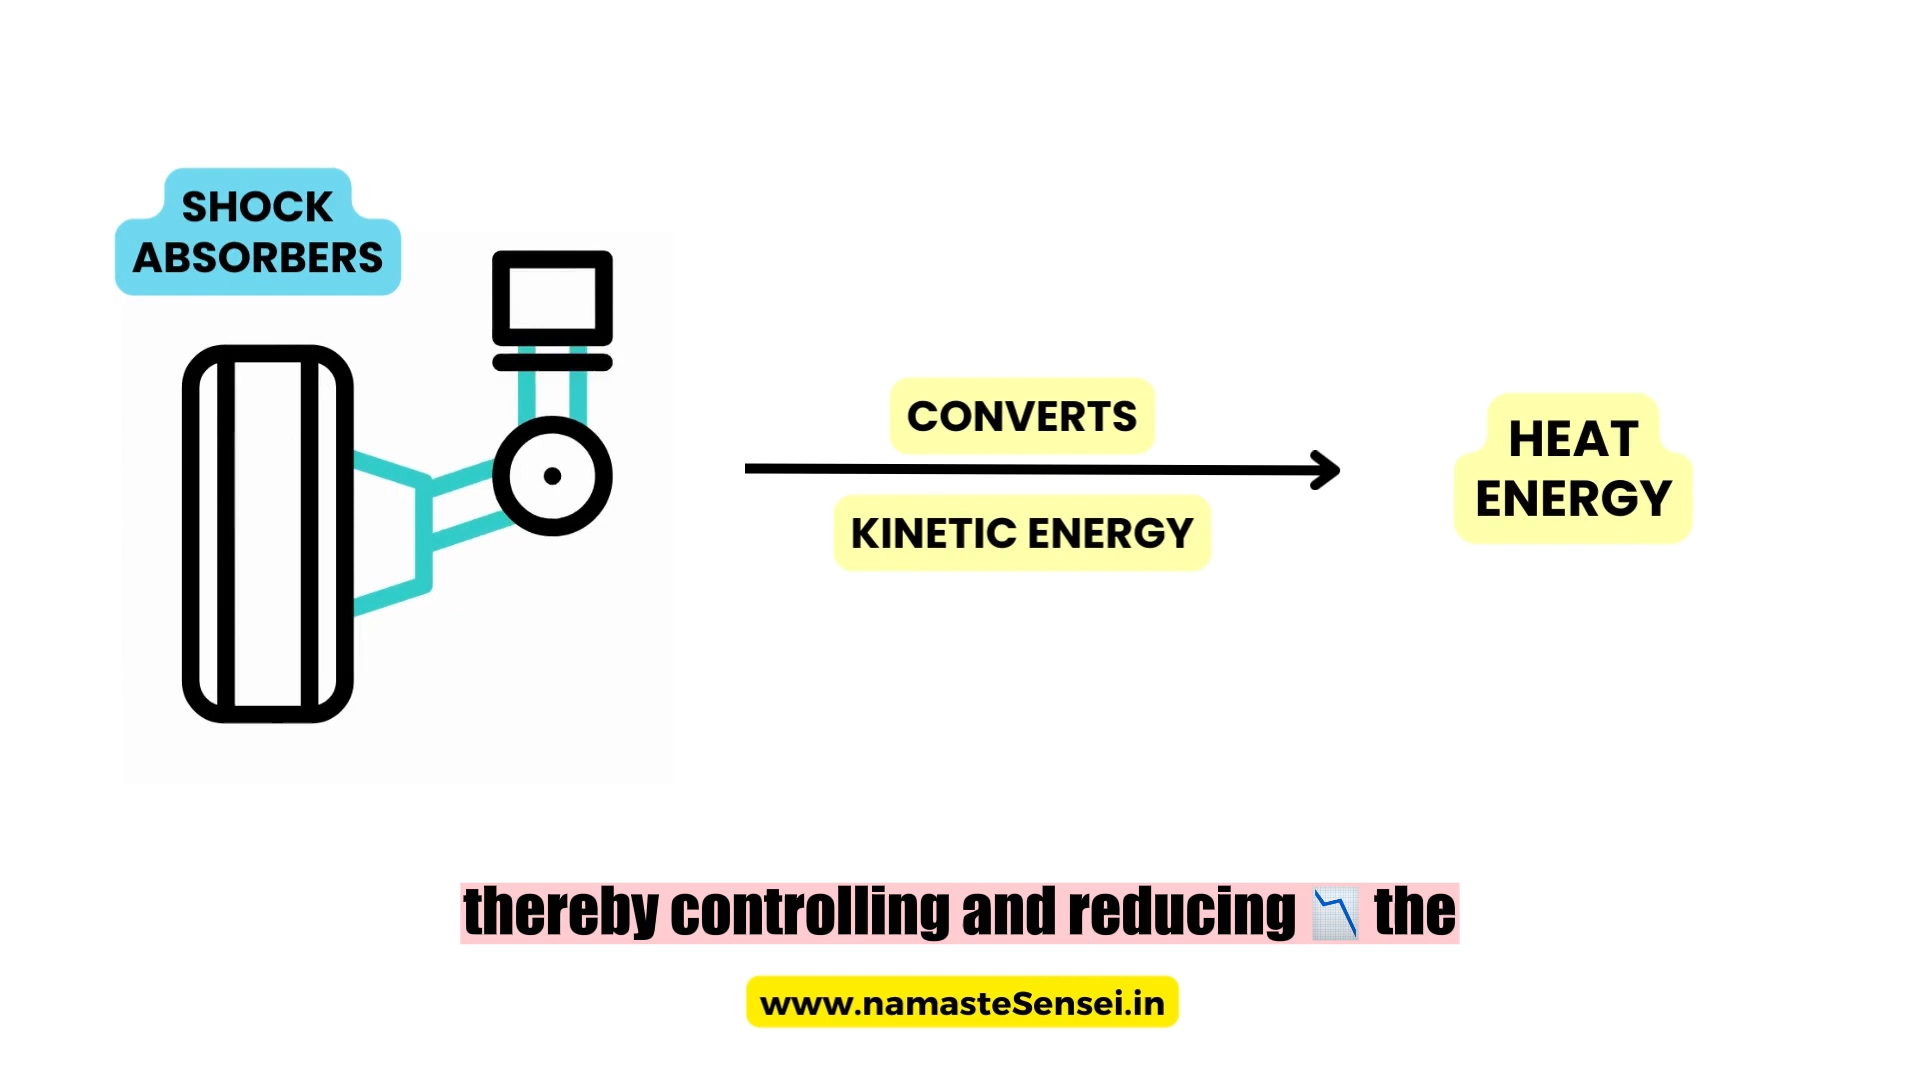 SHOCK
ABSORBERS
CONVERTS
KINETIC ENERGY
HEAT
ENERGY
thereby controlling and reducing 📉 the
www.namasteSensei.in